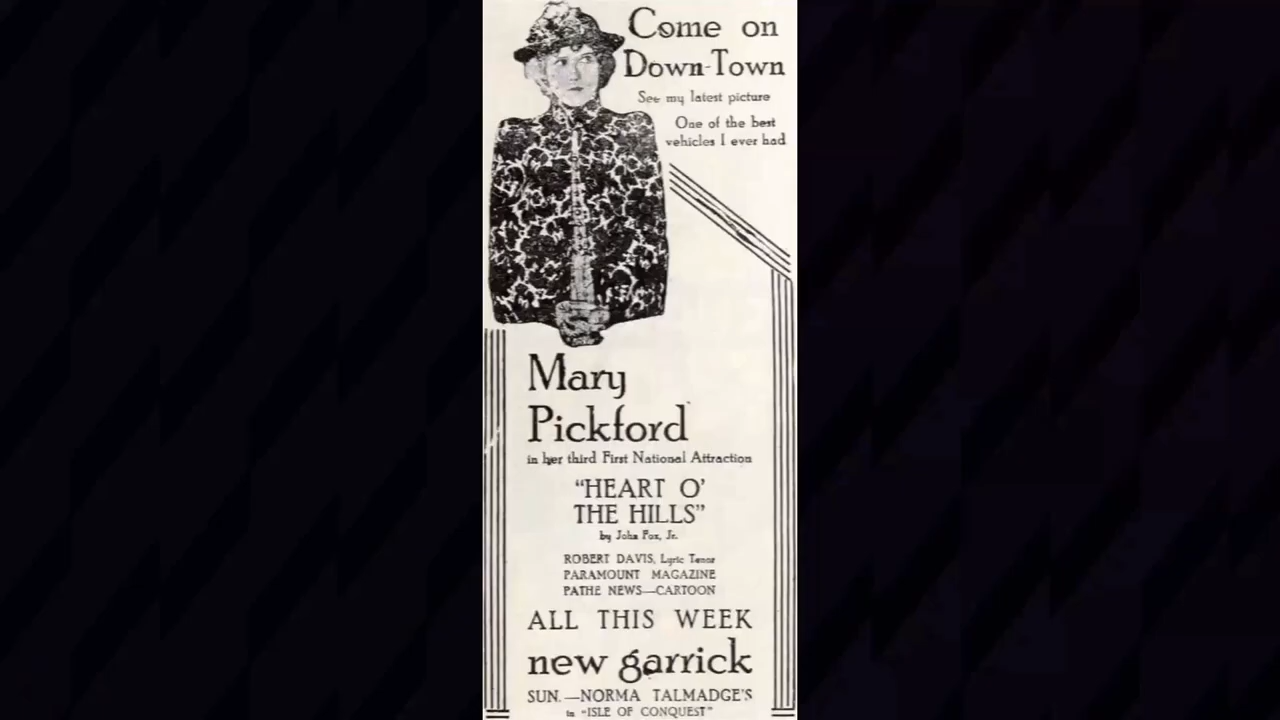 Come on
Down-Town
See my latest picture
One of the best
vehicles I ever had
Mary
Pickford
in her third First National Attraction
"HEART O'
THE HILLS"
by John Fox, Jr.
ROBERT DAVIS, Lyric Tenor
PARAMOUNT MAGAZINE
PATHE NEWS—CARTOON
ALL THIS WEEK
new garrick
SUN.—NORMA TALMADGE'S
in "ISLE OF CONQUEST"